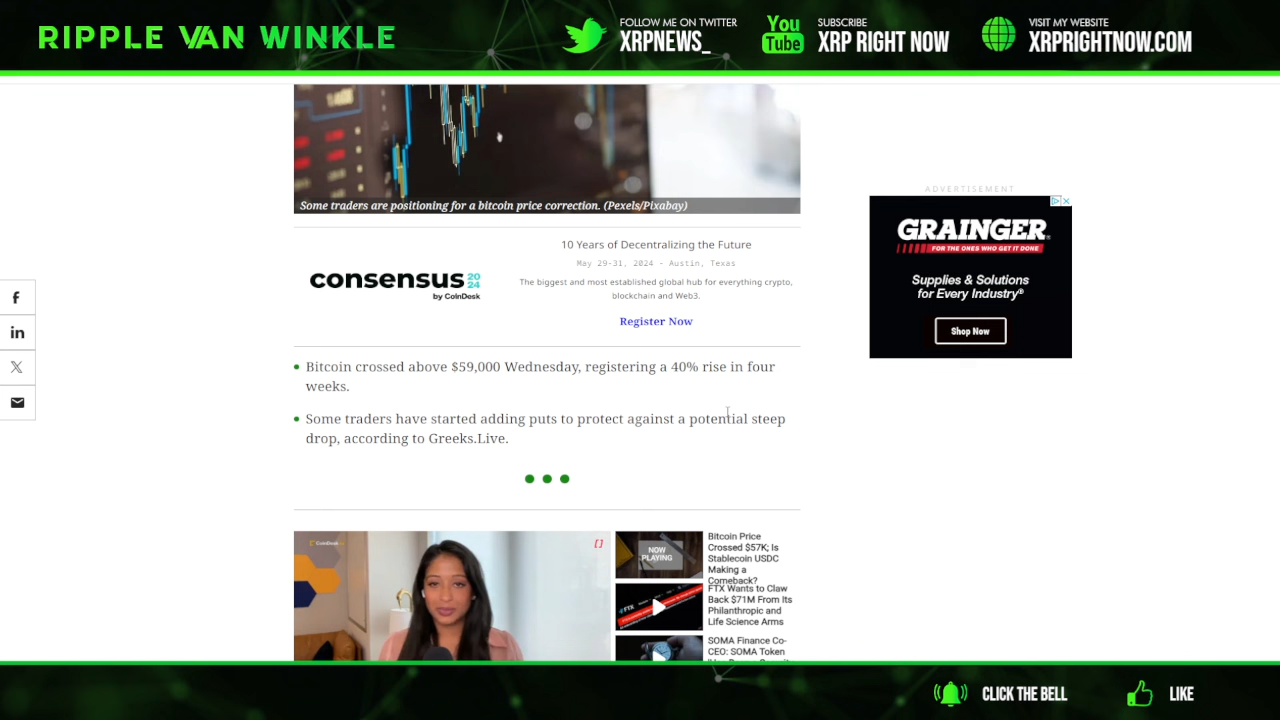 RIPPLE VAN WINKLE
FOLLOW ME ON TWITTER
XRPNEWS_
You
Tube
SUBSCRIBE
XRP RIGHT NOW
VISIT MY WEBSITE
XRPRIGHTNOW.COM
Some traders are positioning for a bitcoin price correction. (Pexels/Pixabay)
consensus 20
24
by CoinDesk
10 Years of Decentralizing the Future
May 29-31, 2024 - Austin, Texas
The biggest and most established global hub for everything crypto,
blockchain and Web3.
Register Now
ADVERTISEMENT
GRAINGER
FOR THE ONES WHO GET IT DONE
Supplies & Solutions
for Every Industry®
Shop Now
f
in
X
Bitcoin crossed above $59,000 Wednesday, registering a 40% rise in four
weeks.
Some traders have started adding puts to protect against a potential steep
drop, according to Greeks.Live.
CoinDesk
[]
NOW
PLAYING
Bitcoin Price
Crossed $57K; Is
Stablecoin USDC
Making a
Comeback?
FTX
FTX Wants to Claw
Back $71M From Its
Philanthropic and
Life Science Arms
SOMA Finance Co-
CEO: SOMA Token
CLICK THE BELL
LIKE